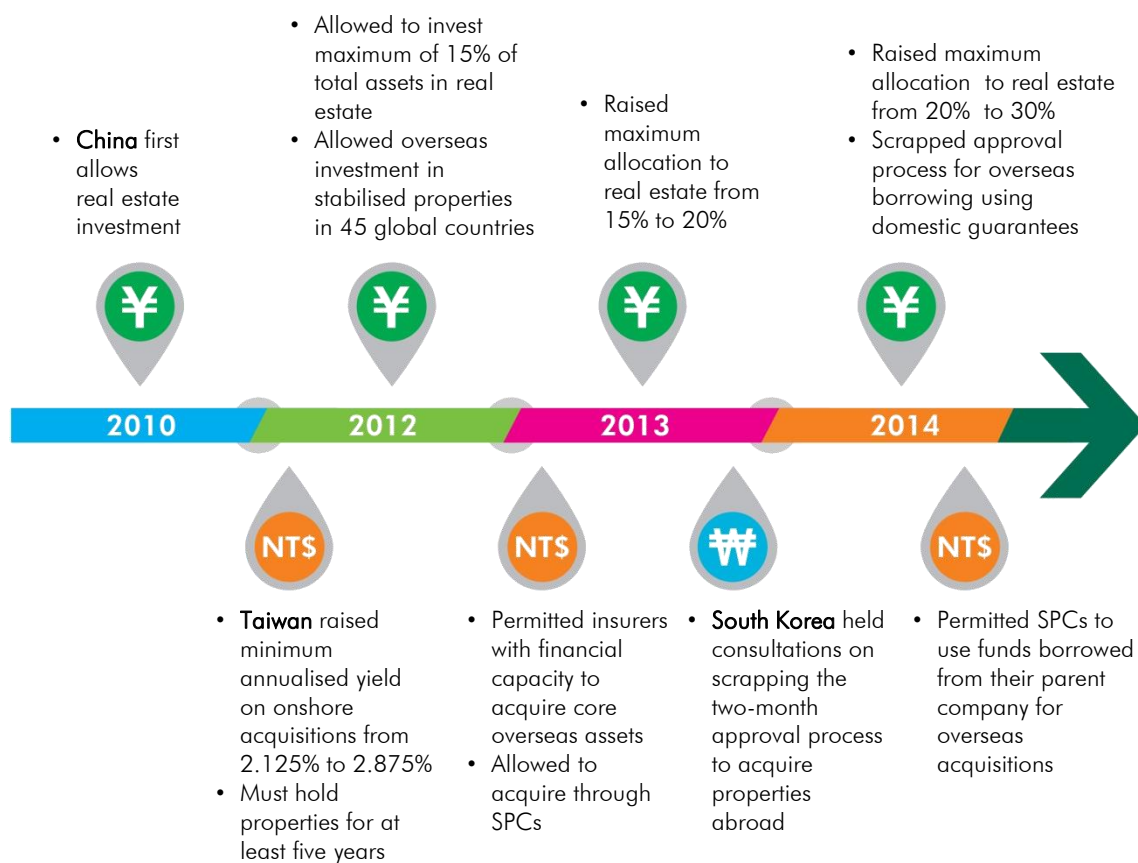 • China first
allows
real estate
investment
• Allowed to invest
maximum of 15% of
total assets in real
estate
• Allowed overseas
investment in
stabilised properties
in 45 global countries
• Raised
maximum
allocation to
real estate from
15% to 20%
• Raised maximum
allocation to real estate
from 20% to 30%
• Scrapped approval
process for overseas
borrowing using
domestic guarantees
¥
¥
¥
¥
2010
2012
2013
2014
NT$
NT$
₩
NT$
• Taiwan raised
minimum
annualised yield
on onshore
acquisitions from
2.125% to 2.875%
• Must hold
properties for at
least five years
• Permitted insurers
with financial
capacity to
acquire core
overseas assets
• Allowed to
acquire through
SPCs
• South Korea held
consultations on
scrapping the
two-month
approval process
to acquire
properties
abroad
• Permitted SPCs to
use funds borrowed
from their parent
company for
overseas
acquisitions